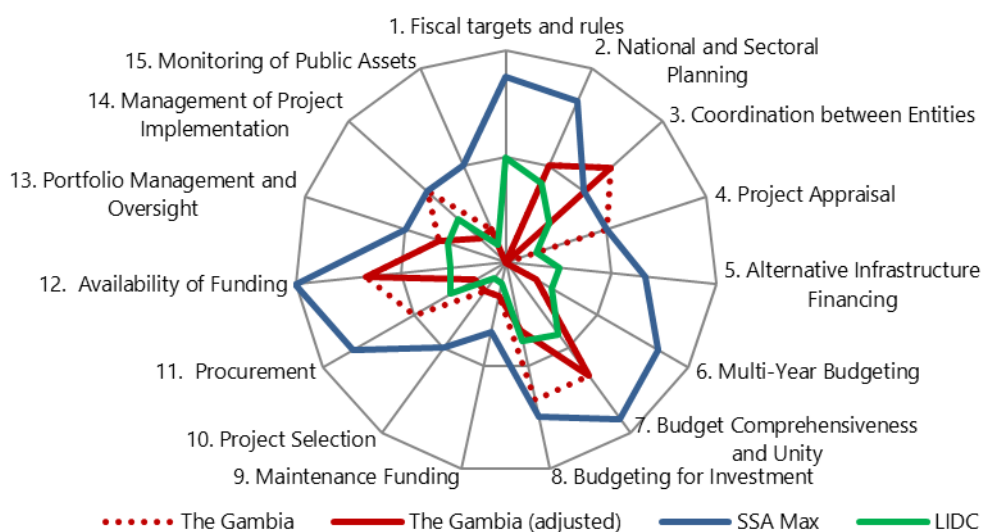 1. Fiscal targets and rules
2. National and Sectoral
Planning
3. Coordination between Entities
4. Project Appraisal
5. Alternative Infrastructure
Financing
6. Multi-Year Budgeting
7. Budget Comprehensiveness
and Unity
8. Budgeting for Investment
9. Maintenance Funding
10. Project Selection
11. Procurement
12. Availability of Funding
13. Portfolio Management and
Oversight
14. Management of Project
Implementation
15. Monitoring of Public Assets
The Gambia
The Gambia (adjusted)
SSA Max
LIDC